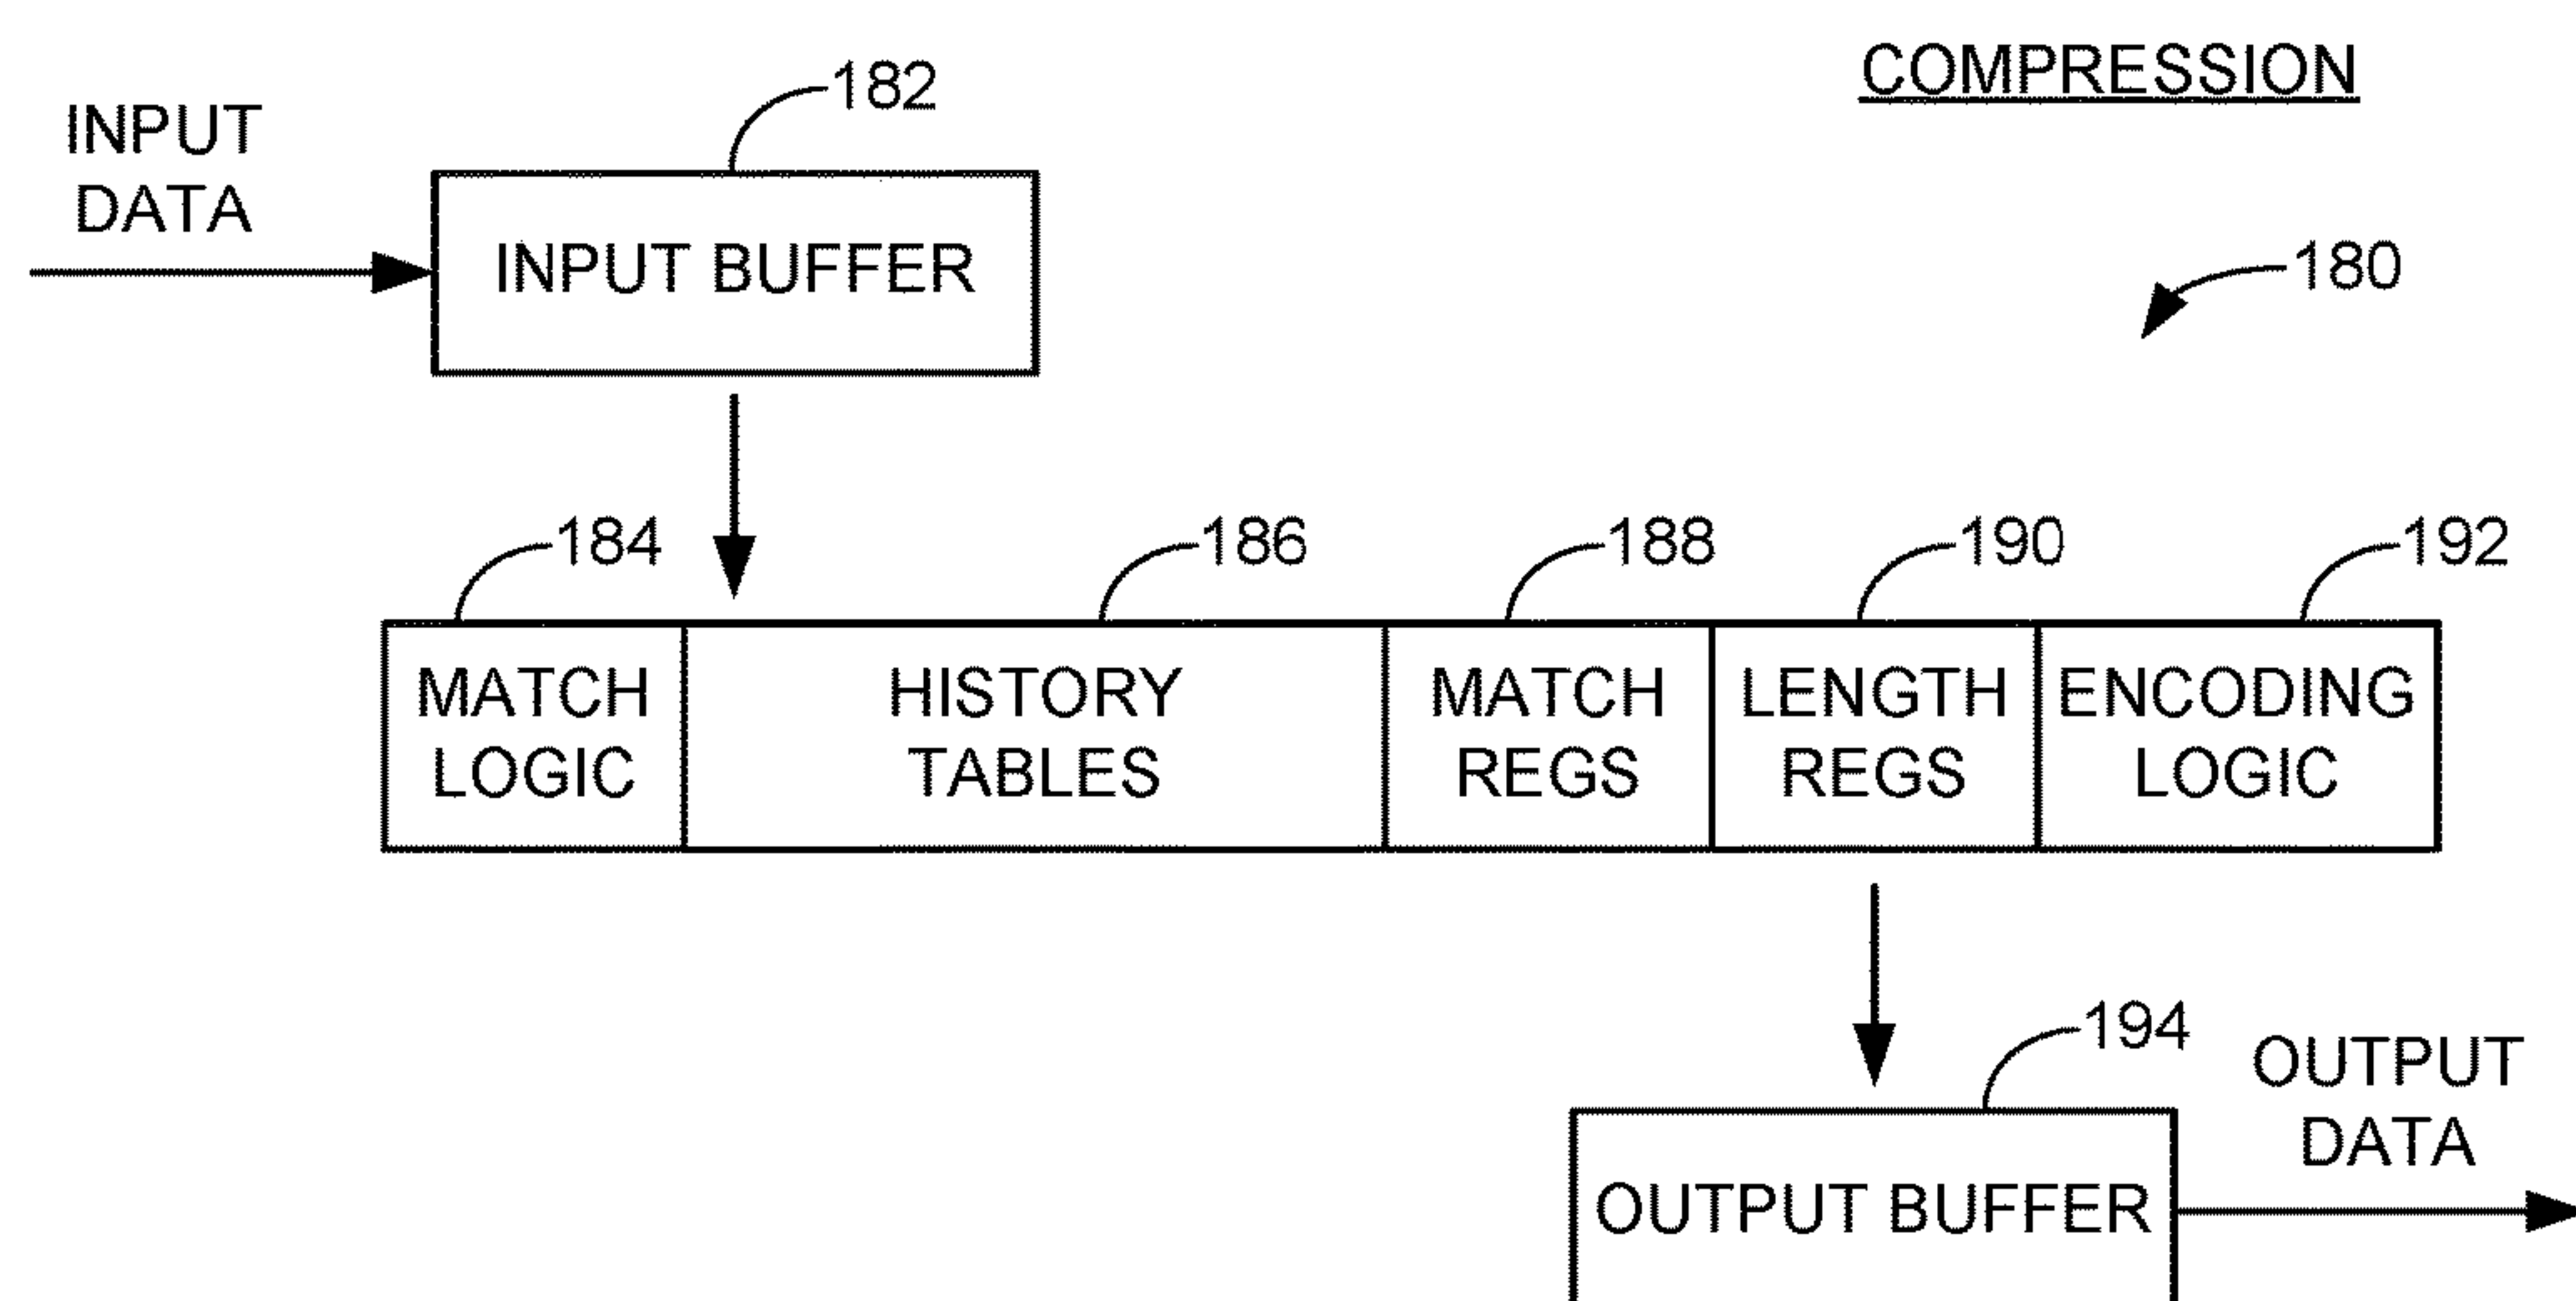 COMPRESSION
182
INPUT
DATA
INPUT BUFFER
180
184
186
188
190
192
MATCH
LOGIC
HISTORY
TABLES
MATCH
REGS
LENGTH
REGS
ENCODING
LOGIC
194
OUTPUT
DATA
OUTPUT BUFFER